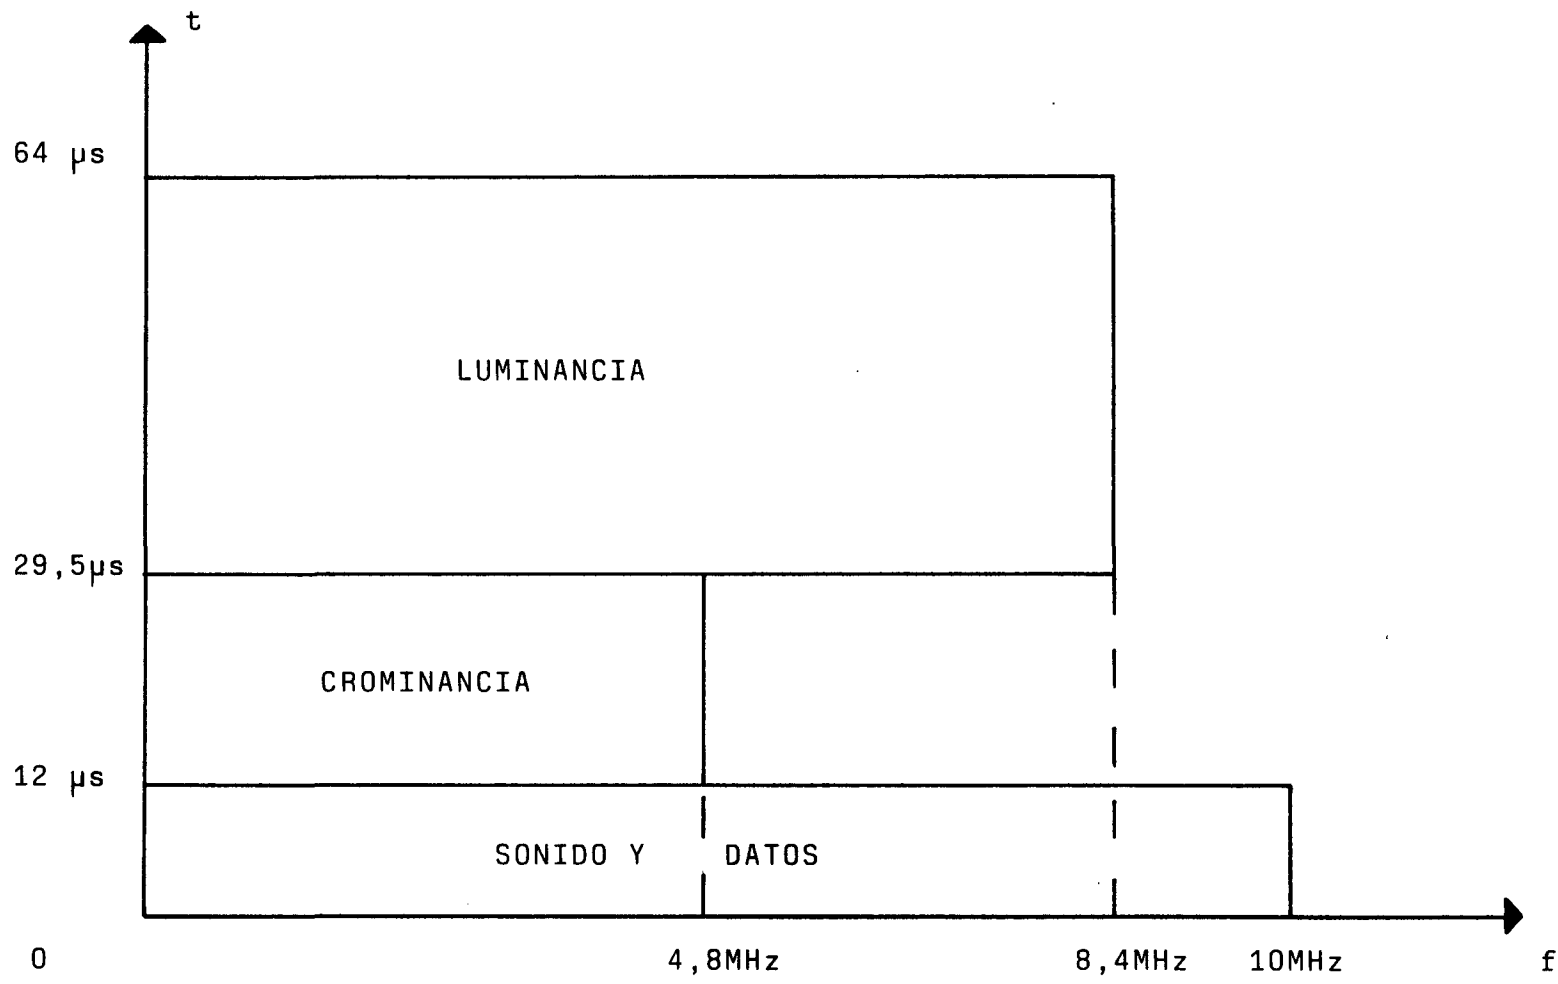 t
64 µs
LUMINANCIA
29,5µs
CROMINANCIA
12 µs
SONIDO Y DATOS
0 4,8MHz 8,4MHz 10MHz f